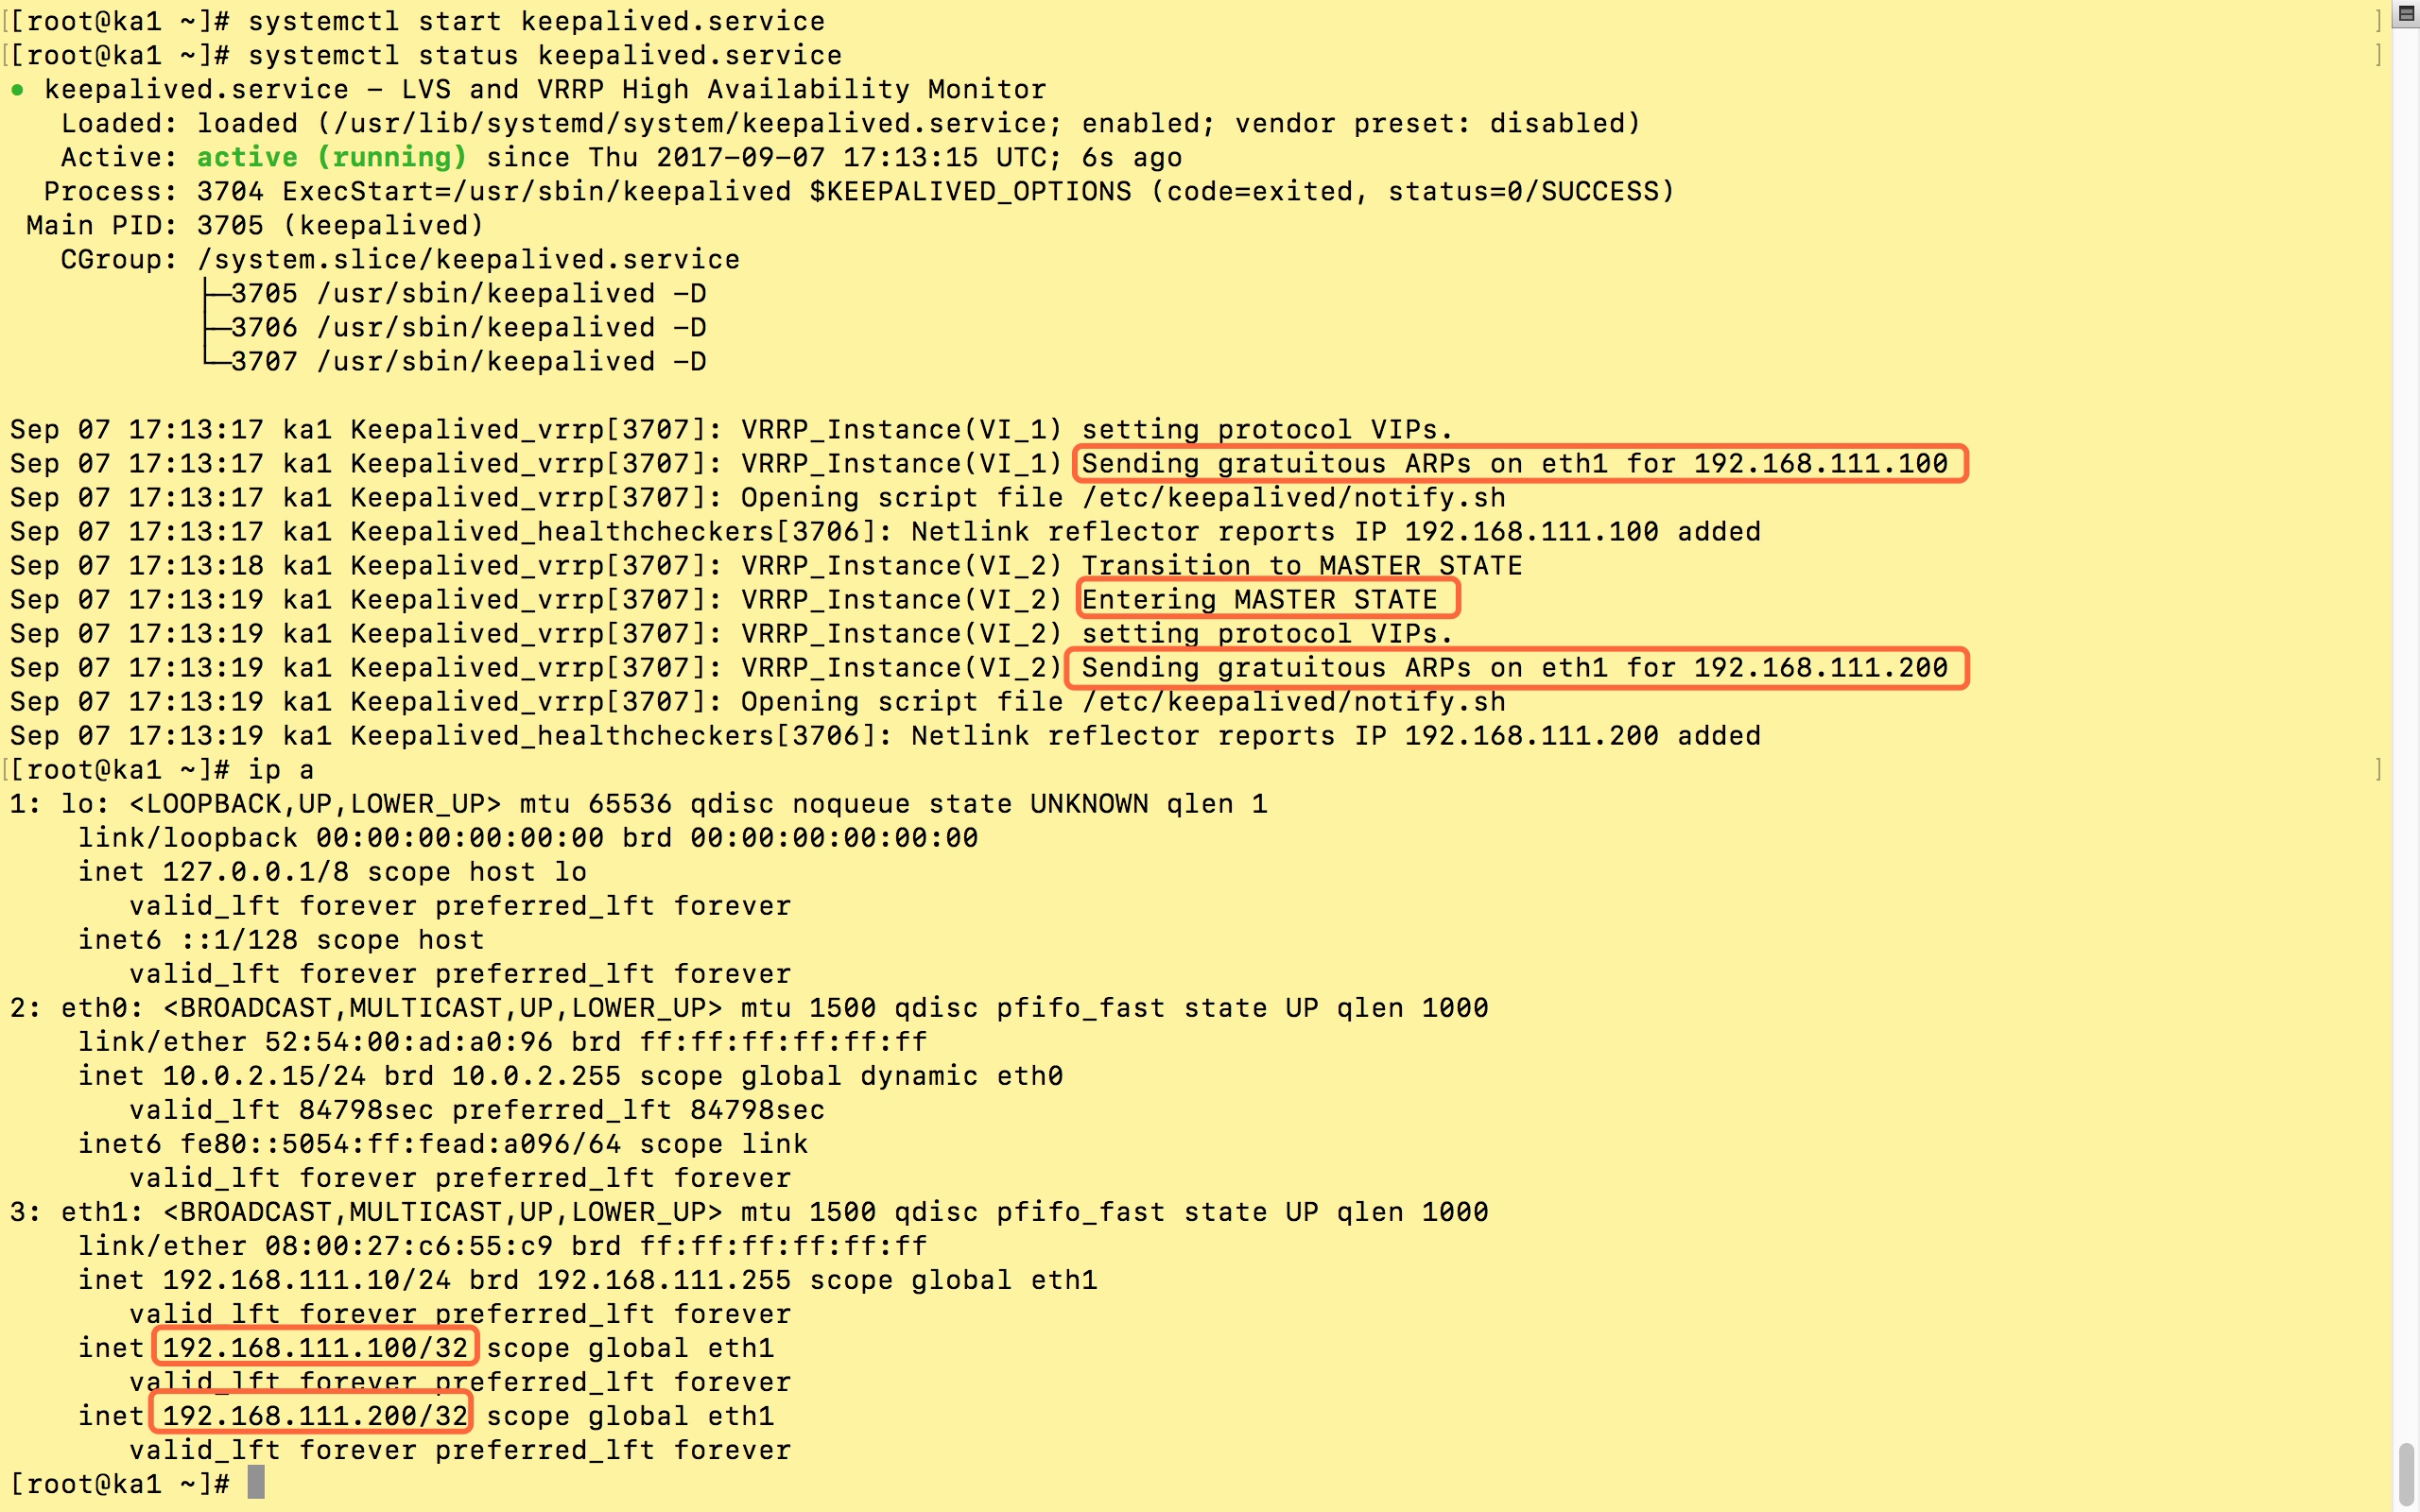 [[root@ka1 ~]# systemctl start keepalived.service ]
[[root@ka1 ~]# systemctl status keepalived.service ]
● keepalived.service – LVS and VRRP High Availability Monitor
   Loaded: loaded (/usr/lib/systemd/system/keepalived.service; enabled; vendor preset: disabled)
   Active: active (running) since Thu 2017–09–07 17:13:15 UTC; 6s ago
  Process: 3704 ExecStart=/usr/sbin/keepalived $KEEPALIVED_OPTIONS (code=exited, status=0/SUCCESS)
 Main PID: 3705 (keepalived)
   CGroup: /system.slice/keepalived.service
           ├─3705 /usr/sbin/keepalived –D
           ├─3706 /usr/sbin/keepalived –D
           └─3707 /usr/sbin/keepalived –D

Sep 07 17:13:17 ka1 Keepalived_vrrp[3707]: VRRP_Instance(VI_1) setting protocol VIPs.
Sep 07 17:13:17 ka1 Keepalived_vrrp[3707]: VRRP_Instance(VI_1) Sending gratuitous ARPs on eth1 for 192.168.111.100
Sep 07 17:13:17 ka1 Keepalived_vrrp[3707]: Opening script file /etc/keepalived/notify.sh
Sep 07 17:13:17 ka1 Keepalived_healthcheckers[3706]: Netlink reflector reports IP 192.168.111.100 added
Sep 07 17:13:18 ka1 Keepalived_vrrp[3707]: VRRP_Instance(VI_2) Transition to MASTER STATE
Sep 07 17:13:19 ka1 Keepalived_vrrp[3707]: VRRP_Instance(VI_2) Entering MASTER STATE
Sep 07 17:13:19 ka1 Keepalived_vrrp[3707]: VRRP_Instance(VI_2) setting protocol VIPs.
Sep 07 17:13:19 ka1 Keepalived_vrrp[3707]: VRRP_Instance(VI_2) Sending gratuitous ARPs on eth1 for 192.168.111.200
Sep 07 17:13:19 ka1 Keepalived_vrrp[3707]: Opening script file /etc/keepalived/notify.sh
Sep 07 17:13:19 ka1 Keepalived_healthcheckers[3706]: Netlink reflector reports IP 192.168.111.200 added
[[root@ka1 ~]# ip a ]
1: lo: <LOOPBACK,UP,LOWER_UP> mtu 65536 qdisc noqueue state UNKNOWN qlen 1
    link/loopback 00:00:00:00:00:00 brd 00:00:00:00:00:00
    inet 127.0.0.1/8 scope host lo
       valid_lft forever preferred_lft forever
    inet6 ::1/128 scope host
       valid_lft forever preferred_lft forever
2: eth0: <BROADCAST,MULTICAST,UP,LOWER_UP> mtu 1500 qdisc pfifo_fast state UP qlen 1000
    link/ether 52:54:00:ad:a0:96 brd ff:ff:ff:ff:ff:ff
    inet 10.0.2.15/24 brd 10.0.2.255 scope global dynamic eth0
       valid_lft 84798sec preferred_lft 84798sec
    inet6 fe80::5054:ff:fead:a096/64 scope link
       valid_lft forever preferred_lft forever
3: eth1: <BROADCAST,MULTICAST,UP,LOWER_UP> mtu 1500 qdisc pfifo_fast state UP qlen 1000
    link/ether 08:00:27:c6:55:c9 brd ff:ff:ff:ff:ff:ff
    inet 192.168.111.10/24 brd 192.168.111.255 scope global eth1
       valid_lft forever preferred_lft forever
    inet 192.168.111.100/32 scope global eth1
       valid_lft forever preferred_lft forever
    inet 192.168.111.200/32 scope global eth1
       valid_lft forever preferred_lft forever
[root@ka1 ~]#